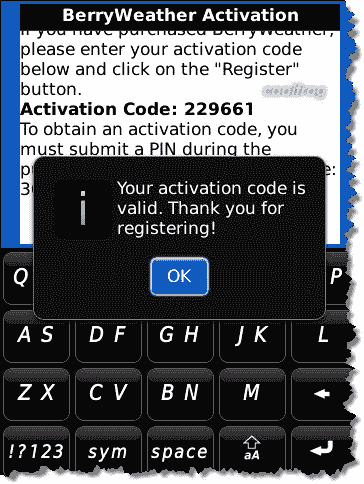 BerryWeather Activation
If you have purchased BerryWeather,
please enter your activation code
below and click on the "Register"
button.
coolfrog
Activation Code: 229661
To obtain an activation code, you
must submit a PIN during the
Your activation code is
valid. Thank you for
registering!
OK
Q P
A S D F G H J K L
Z X C V B N M
!?123 sym space aA